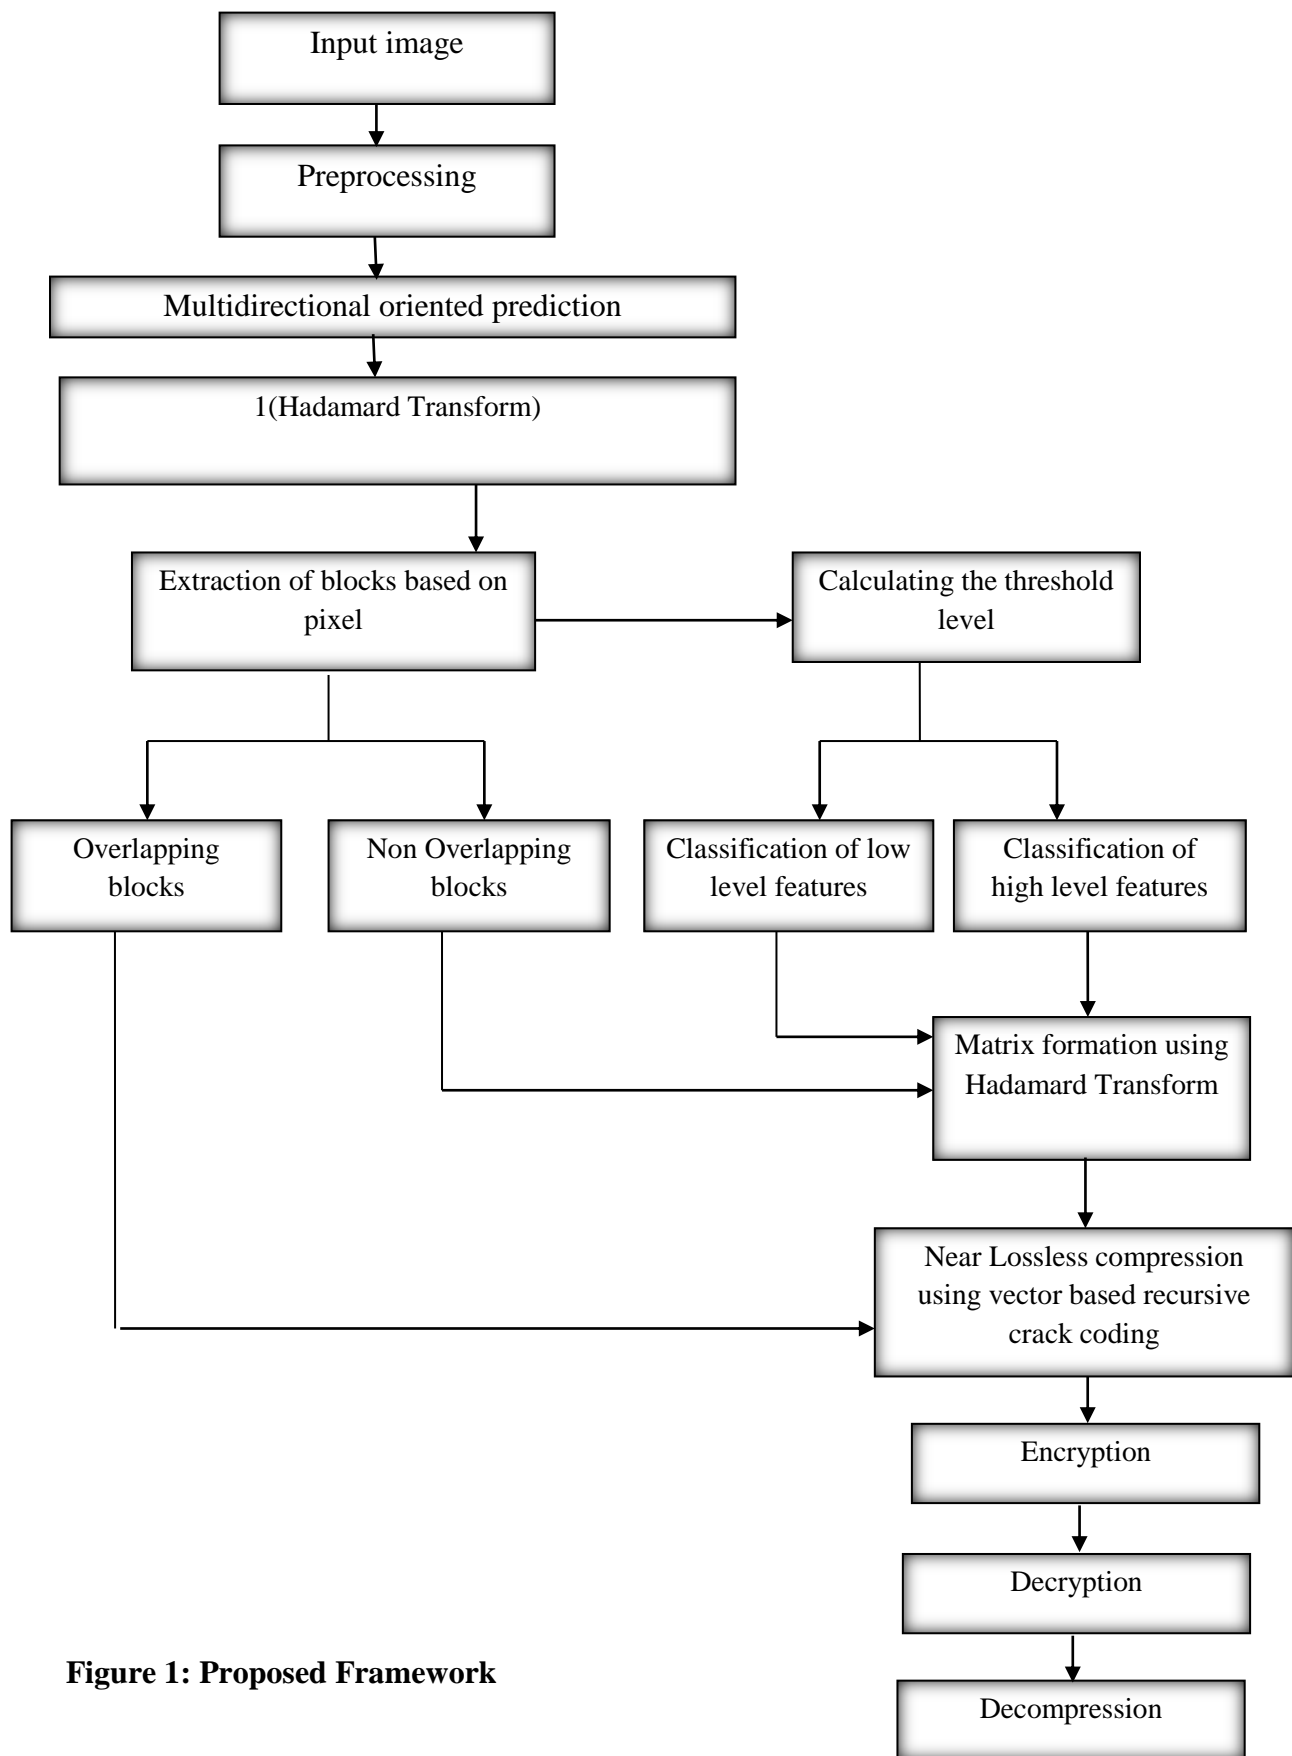 Input image
Preprocessing
Multidirectional oriented prediction
1(Hadamard Transform)
Extraction of blocks based on
pixel
Calculating the threshold
level
Overlapping
blocks
Non Overlapping
blocks
Classification of low
level features
Classification of
high level features
Matrix formation using
Hadamard Transform
Near Lossless compression
using vector based recursive
crack coding
Encryption
Decryption
Figure 1: Proposed Framework
Decompression